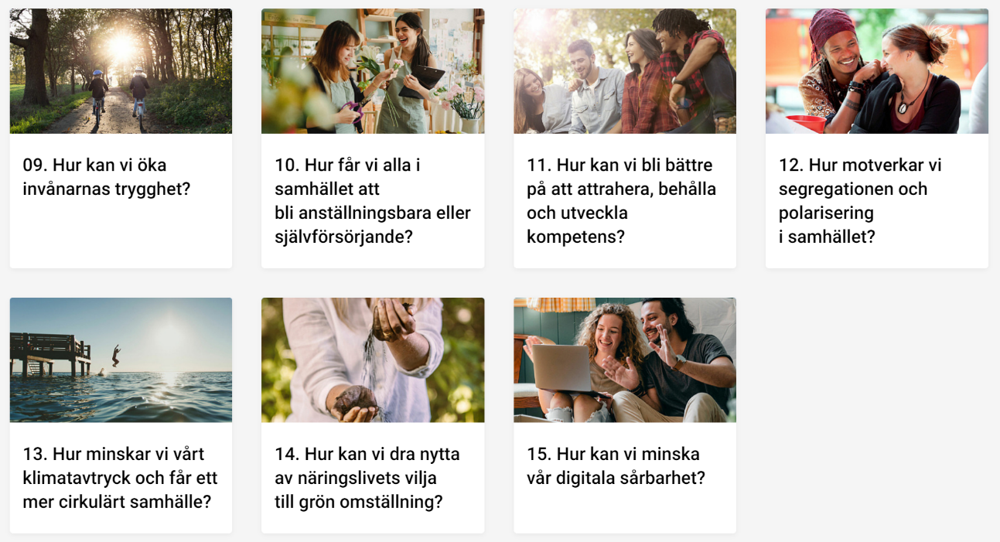 09. Hur kan vi öka
invånarnas trygghet?
10. Hur får vi alla i
samhället att
bli anställningsbara eller
självförsörjande?
11. Hur kan vi bli bättre
på att attrahera, behålla
och utveckla
kompetens?
12. Hur motverkar vi
segregationen och
polarisering
i samhället?
13. Hur minskar vi vårt
klimatavtryck och får ett
mer cirkulärt samhälle?
14. Hur kan vi dra nytta
av näringslivets vilja
till grön omställning?
15. Hur kan vi minska
vår digitala sårbarhet?